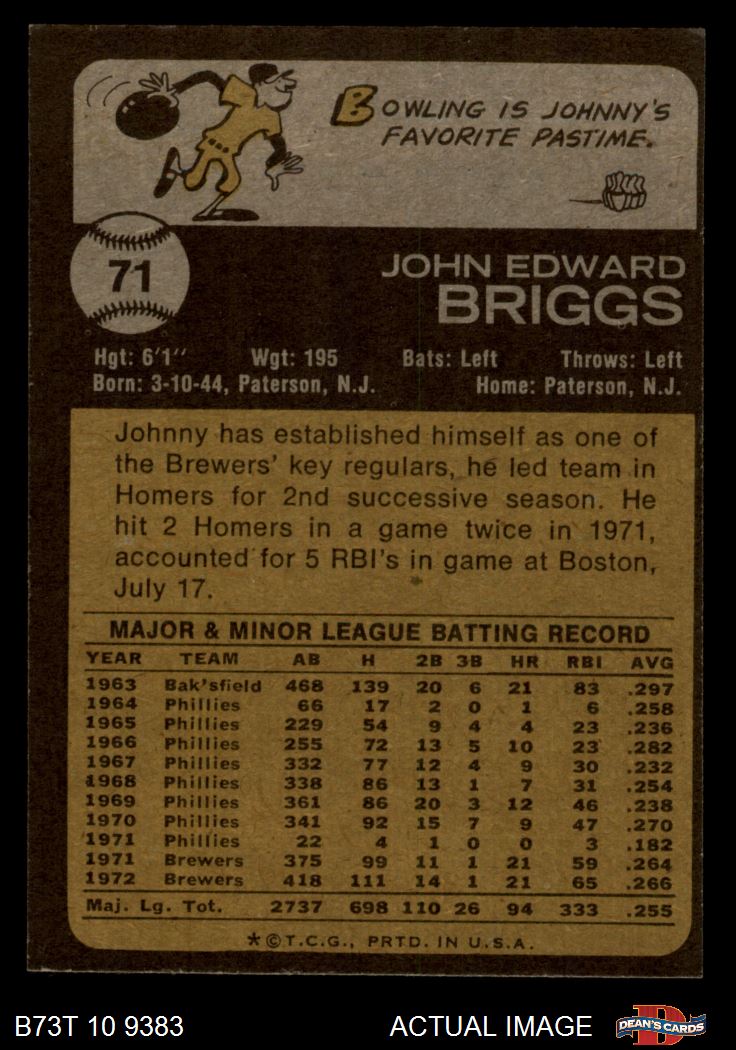 BOWLING IS JOHNNY'S
FAVORITE PASTIME.
71
JOHN EDWARD
BRIGGS
Hgt: 6'1" Wgt: 195 Bats: Left Throws: Left
Born: 3-10-44, Paterson, N.J. Home: Paterson, N.J.
Johnny has established himself as one of
the Brewers' key regulars, he led team in
Homers for 2nd successive season. He
hit 2 Homers in a game twice in 1971,
accounted for 5 RBI's in game at Boston,
July 17.
MAJOR & MINOR LEAGUE BATTING RECORD
YEAR TEAM AB H 2B 3B HR RBI AVG
1963 Bak'sfield 468 139 20 6 21 83 .297
1964 Phillies 66 17 2 0 1 6 .258
1965 Phillies 229 54 9 4 4 23 .236
1966 Phillies 255 72 13 5 10 23 .282
1967 Phillies 332 77 12 4 9 30 .232
1968 Phillies 338 86 13 1 7 31 .254
1969 Phillies 361 86 20 3 12 46 .238
1970 Phillies 341 92 15 7 9 47 .270
1971 Phillies 22 4 1 0 0 3 .182
1971 Brewers 375 99 11 1 21 59 .264
1972 Brewers 418 111 14 1 21 65 .266
Maj. Lg. Tot. 2737 698 110 26 94 333 .255
*©T.C.G., PRTD. IN U.S.A.
B73T 10 9383 ACTUAL IMAGE
D
DEAN'S CARDS